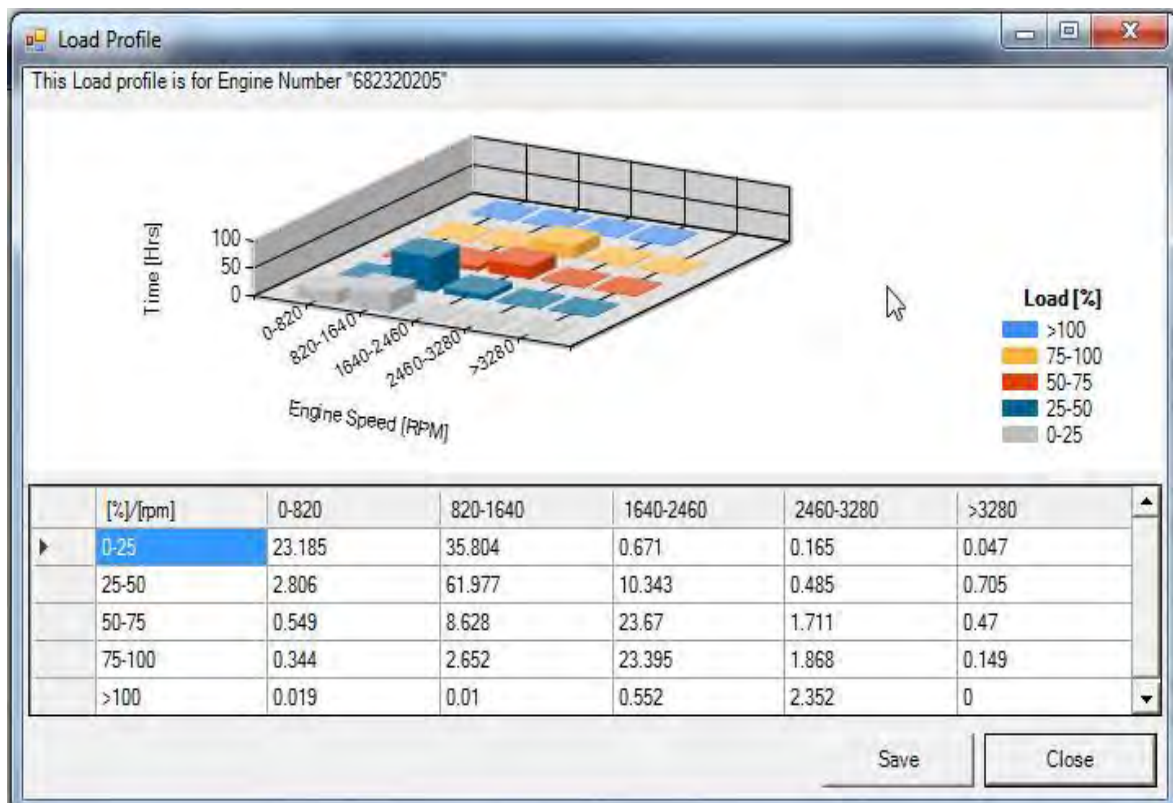 Load Profile
This Load profile is for Engine Number "682320205"
Time [Hrs]
100
50
0
0-820
820-1640
1640-2460
2460-3280
>3280
Engine Speed [RPM]
Load [%]
>100
75-100
50-75
25-50
0-25
[%]/[rpm] 0-820 820-1640 1640-2460 2460-3280 >3280
0-25 23.185 35.804 0.671 0.165 0.047
25-50 2.806 61.977 10.343 0.485 0.705
50-75 0.549 8.628 23.67 1.711 0.47
75-100 0.344 2.652 23.395 1.868 0.149
>100 0.019 0.01 0.552 2.352 0
Save Close